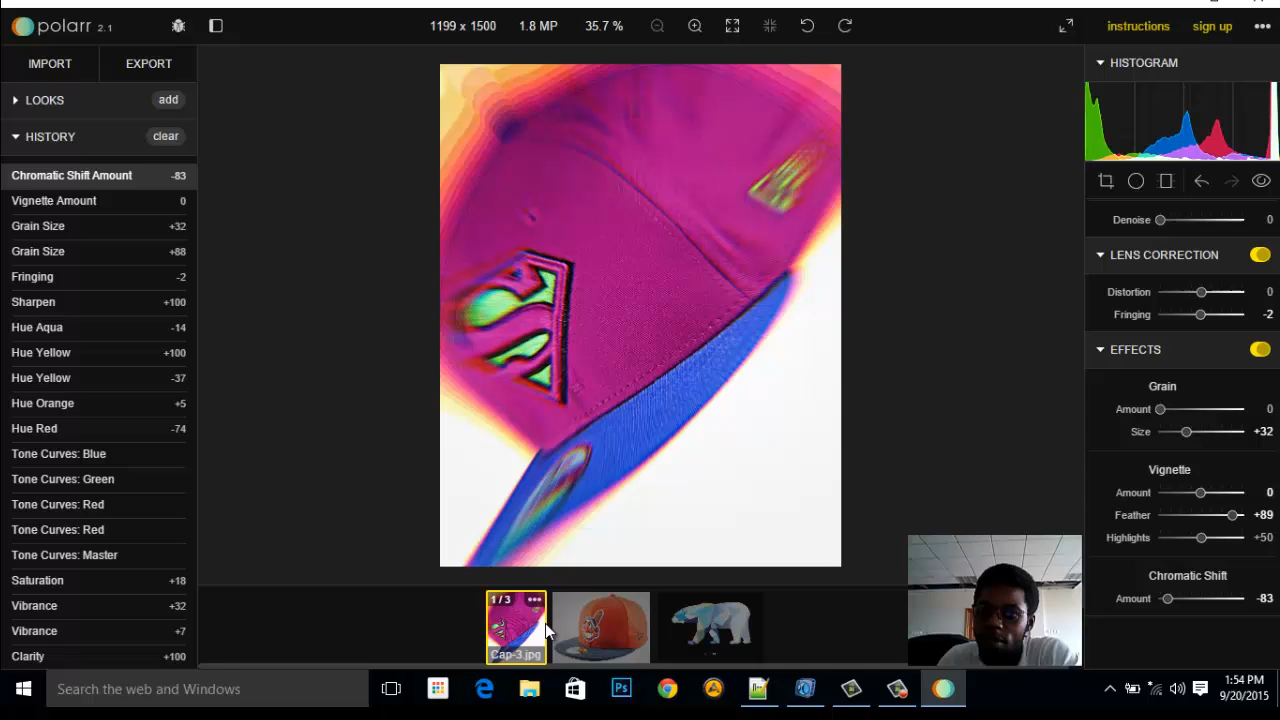 polarr 2.1
1199 x 1500 1.8 MP 35.7 %
instructions sign up
IMPORT EXPORT
LOOKS add
HISTORY clear
Chromatic Shift Amount -83
Vignette Amount 0
Grain Size +32
Grain Size +88
Fringing -2
Sharpen +100
Hue Aqua -14
Hue Yellow +100
Hue Yellow -37
Hue Orange +5
Hue Red -74
Tone Curves: Blue
Tone Curves: Green
Tone Curves: Red
Tone Curves: Red
Tone Curves: Master
Saturation +18
Vibrance +32
Vibrance +7
Clarity +100
1 / 3
Cap-3.jpg
HISTOGRAM
Denoise 0
LENS CORRECTION
Distortion 0
Fringing -2
EFFECTS
Grain
Amount 0
Size +32
Vignette
Amount 0
Feather +89
Highlights +50
Chromatic Shift
Amount -83
Search the web and Windows
Ps
1:54 PM
9/20/2015